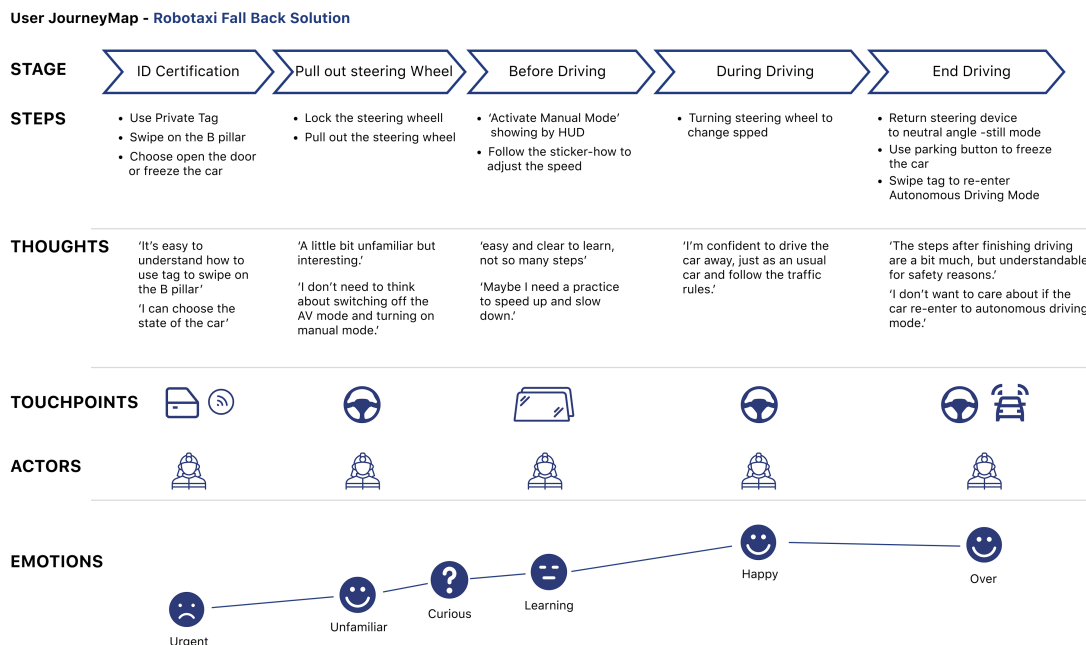 User JourneyMap - Robotaxi Fall Back Solution
STAGE
ID Certification
Pull out steering Wheel
Before Driving
During Driving
End Driving
STEPS
• Use Private Tag
• Swipe on the B pillar
• Choose open the door
or freeze the car
• Lock the steering wheell
• Pull out the steering wheel
• ‘Activate Manual Mode’
showing by HUD
• Follow the sticker-how to
adjust the speed
• Turning steering wheel to
change spped
• Return steering device
to neutral angle -still mode
• Use parking button to freeze
the car
• Swipe tag to re-enter
Autonomous Driving Mode
THOUGHTS
‘It’s easy to
understand how to
use tag to swipe on
the B pillar’
‘I can choose the
state of the car’
‘A little bit unfamiliar but
interesting.’
‘I don’t need to think
about switching off the
AV mode and turning on
manual mode.’
‘easy and clear to learn,
not so many steps’
‘Maybe I need a practice
to speed up and slow
down.’
‘I’m confident to drive the
car away, just as an usual
car and follow the traffic
rules.’
‘The steps after finishing driving
are a bit much, but understandable
for safety reasons.’
‘I don’t want to care about if the
car re-enter to autonomous driving
mode.’
TOUCHPOINTS
ACTORS
EMOTIONS
Urgent
Unfamiliar
?
Curious
Learning
Happy
Over